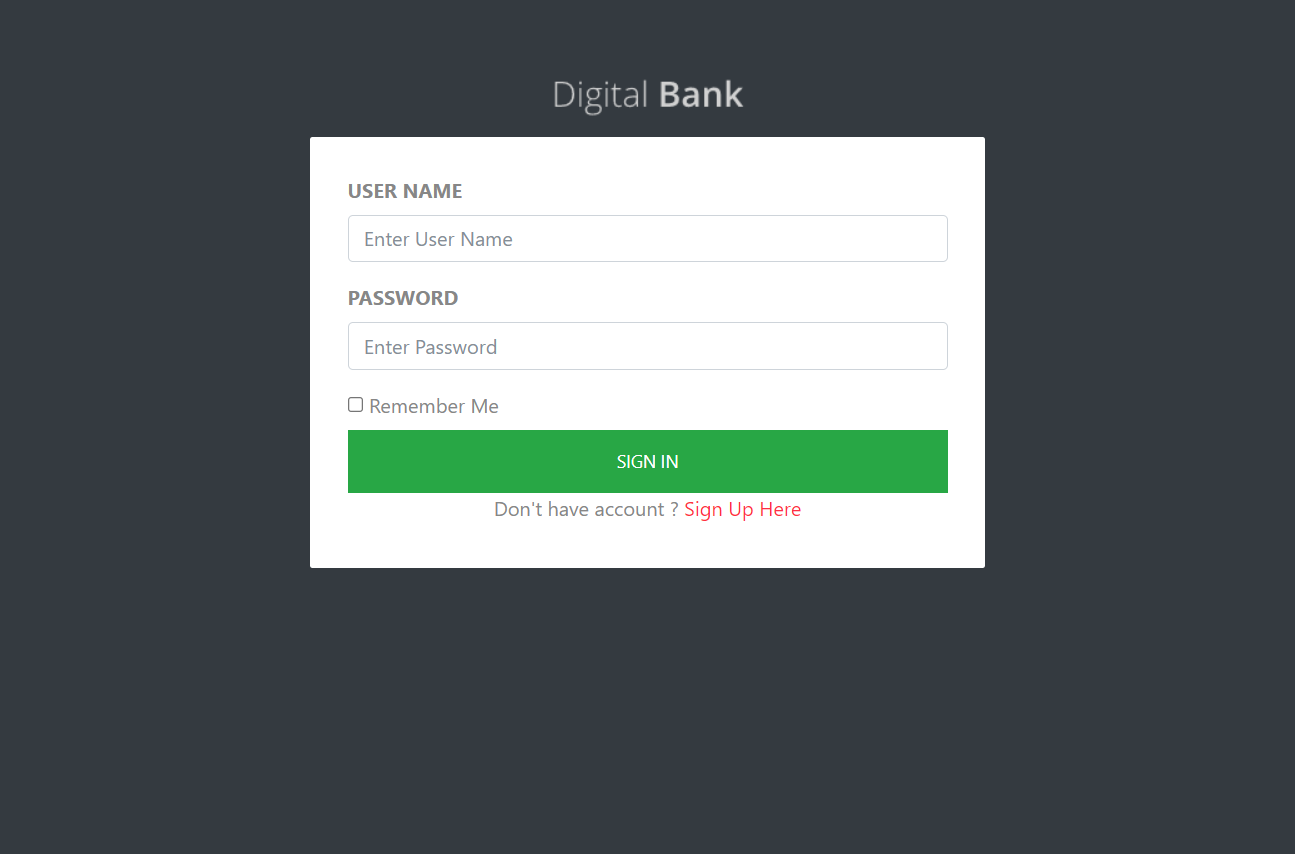 Digital Bank
USER NAME
Enter User Name
PASSWORD
Enter Password
Remember Me
SIGN IN
Don't have account ? Sign Up Here